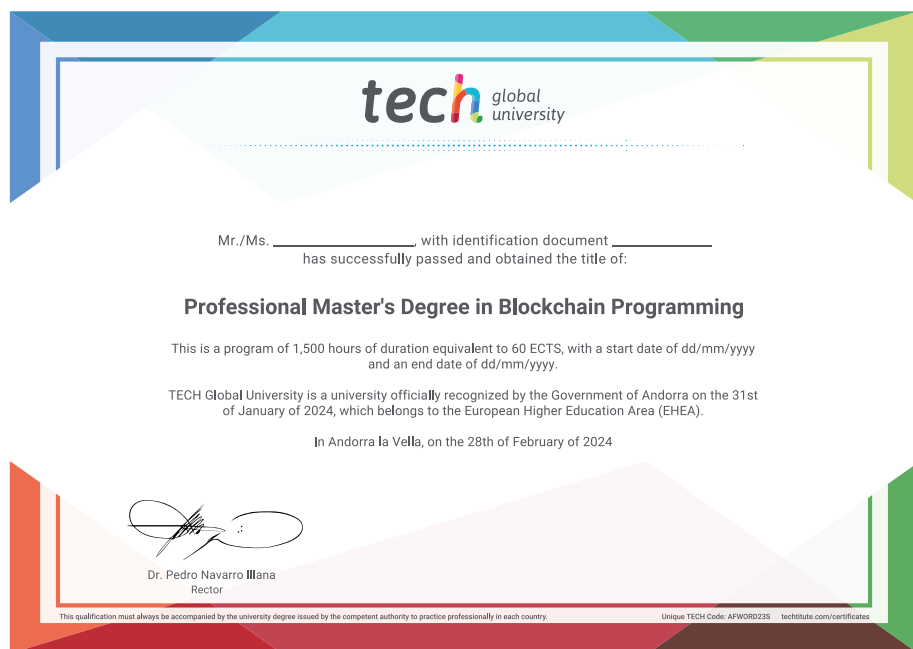 tech global
university
Mr./Ms. ____________, with identification document ____________
has successfully passed and obtained the title of:
Professional Master's Degree in Blockchain Programming
This is a program of 1,500 hours of duration equivalent to 60 ECTS, with a start date of dd/mm/yyyy
and an end date of dd/mm/yyyy.
TECH Global University is a university officially recognized by the Government of Andorra on the 31st
of January of 2024, which belongs to the European Higher Education Area (EHEA).
In Andorra la Vella, on the 28th of February of 2024
Dr. Pedro Navarro Illana
Rector
This qualification must always be accompanied by the university degree issued by the competent authority to practice professionally in each country. Unique TECH Code: AFWORD23S techtitute.com/certificates